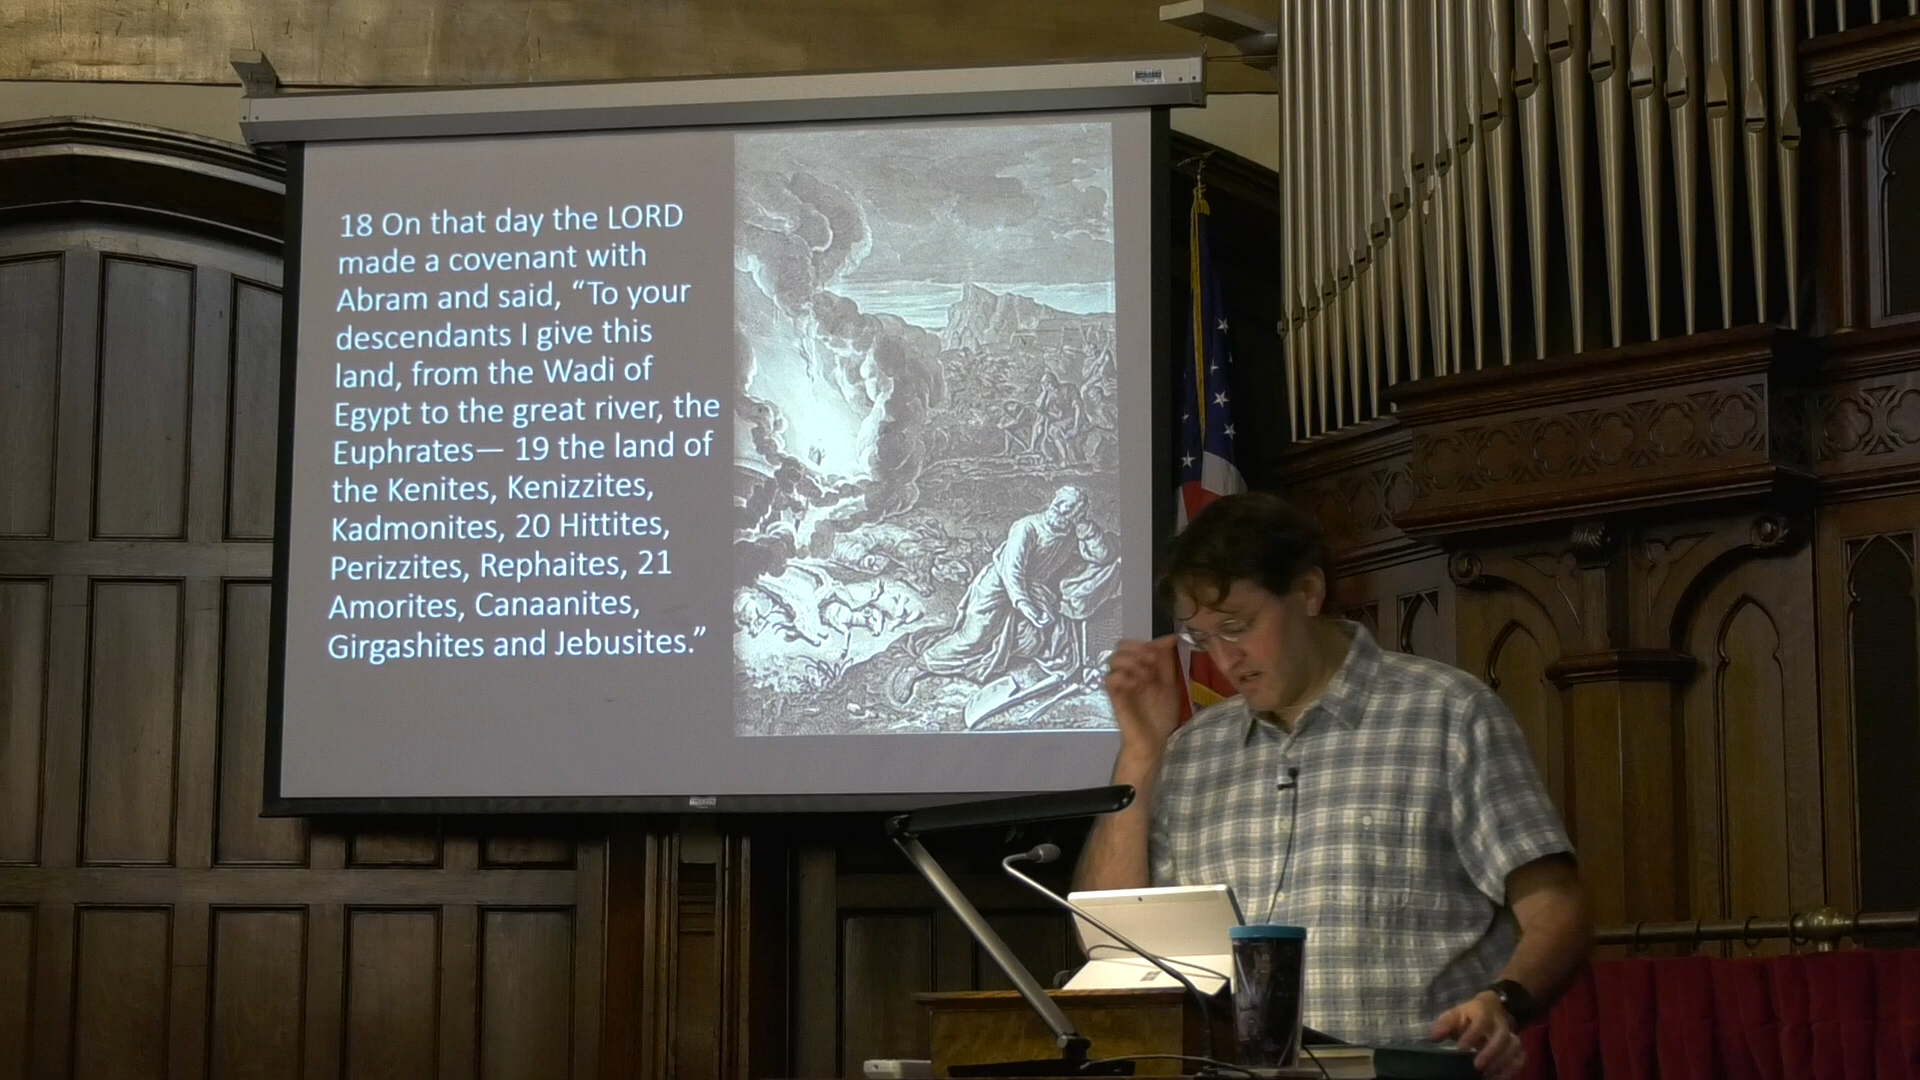 18 On that day the LORD
made a covenant with
Abram and said, “To your
descendants I give this
land, from the Wadi of
Egypt to the great river, the
Euphrates— 19 the land of
the Kenites, Kenizzites,
Kadmonites, 20 Hittites,
Perizzites, Rephaites, 21
Amorites, Canaanites,
Girgashites and Jebusites.”